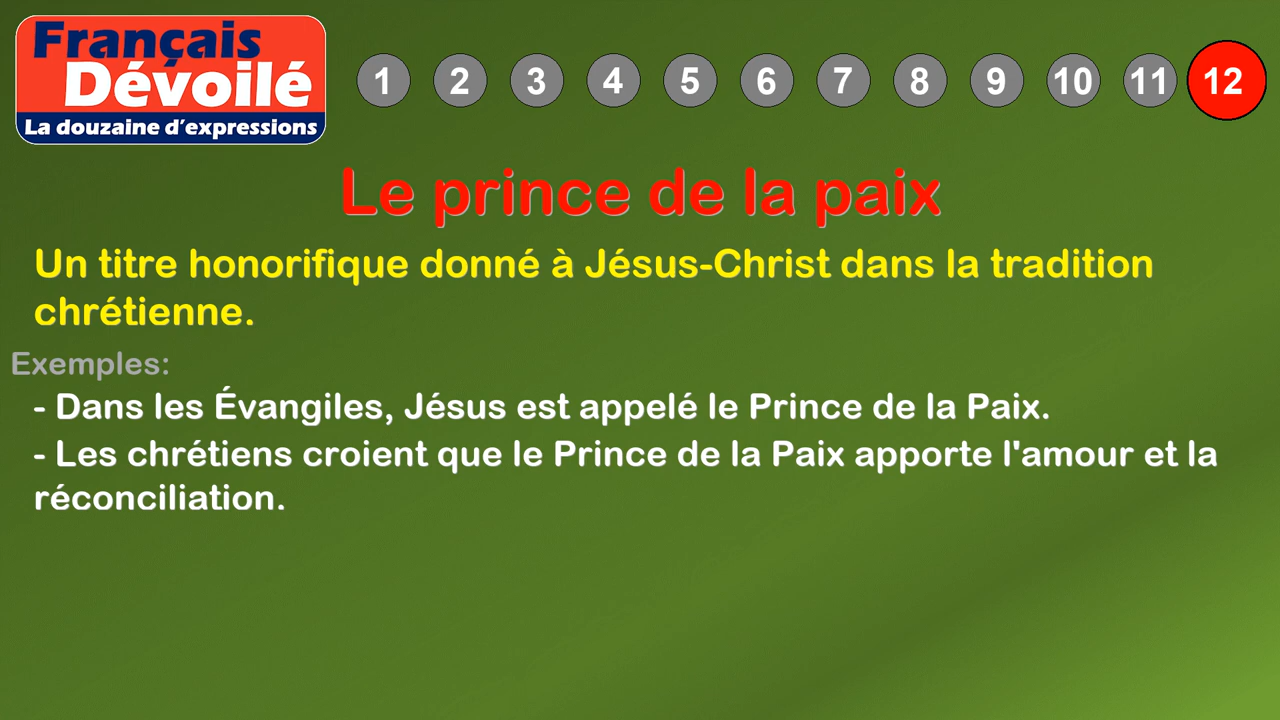 Français
Dévoilé
La douzaine d'expressions
1 2 3 4 5 6 7 8 9 10 11 12
Le prince de la paix
Un titre honorifique donné à Jésus-Christ dans la tradition
chrétienne.
Exemples:
- Dans les Évangiles, Jésus est appelé le Prince de la Paix.
- Les chrétiens croient que le Prince de la Paix apporte l'amour et la
réconciliation.